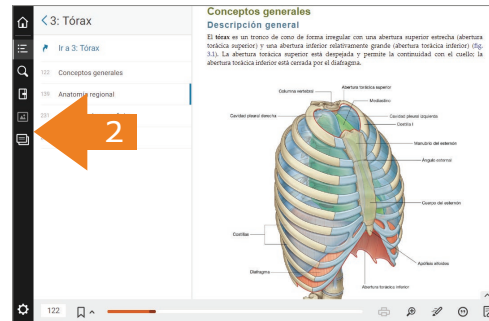 3: Tórax
Ir a 3: Tórax
122 Conceptos generales
139 Anatomía regional
2
122
Conceptos generales
Descripción general
El tórax es un tronco de cono de forma irregular con una abertura superior estrecha (abertura
torácica superior) y una abertura inferior relativamente grande (abertura torácica inferior) (fig.
3.1). La abertura torácica superior está despejada y permite la continuidad con el cuello; la
abertura torácica inferior está cerrada por el diafragma.
Abertura torácica superior
Columna vertebral
Mediastino
Cavidad pleural derecha
Cavidad pleural izquierda
Costilla I
Manubrio del esternón
Ángulo esternal
Cuerpo del esternón
Costillas
Apófisis xifoides
Diafragma
Abertura torácica inferior